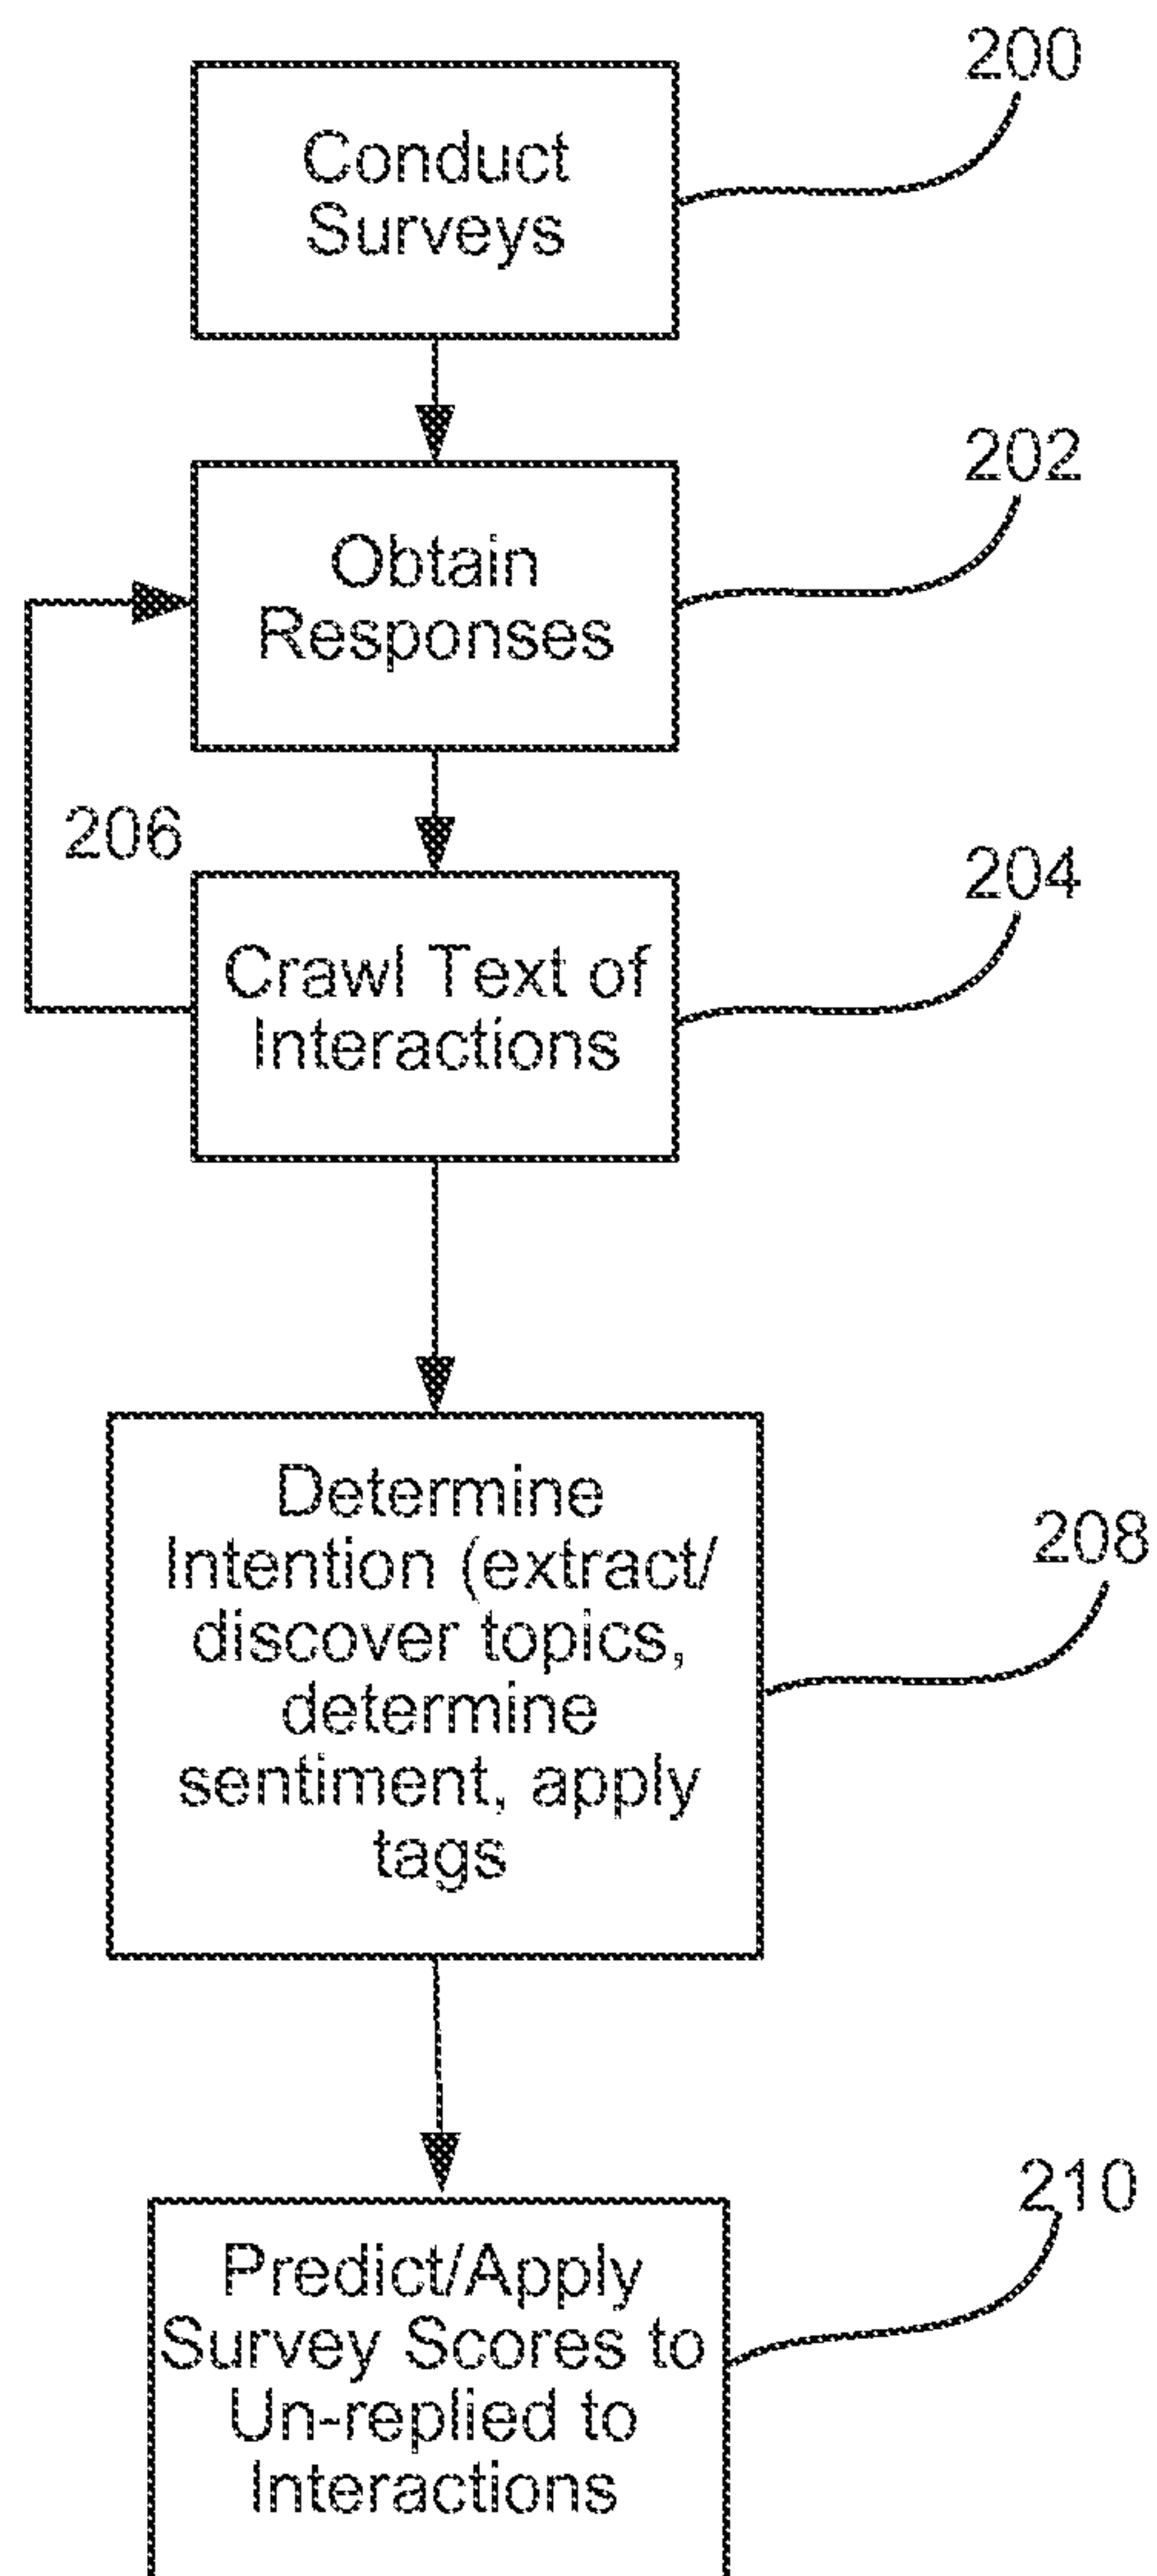 200
Conduct
Surveys
202
Obtain
Responses
206
204
Crawl Text of
Interactions
208
Determine
Intention (extract/
discover topics,
determine
sentiment, apply
tags
210
Predict/Apply
Survey Scores to
Un-replied to
Interactions